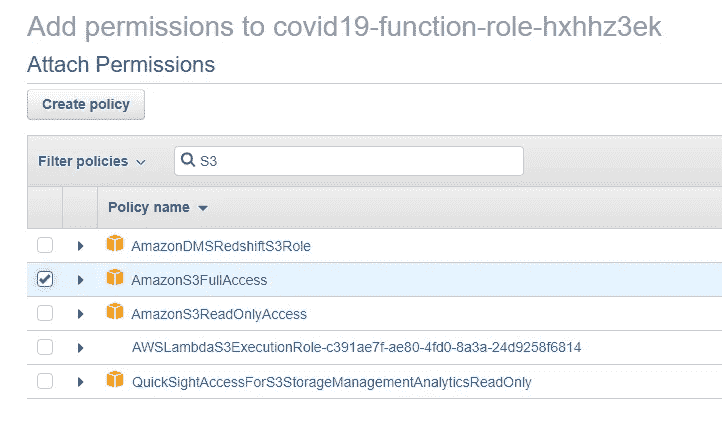 Add permissions to covid19-function-role-hxhhz3ek
Attach Permissions
Create policy
Filter policies S3
Policy name
AmazonDMSRedshiftS3Role
AmazonS3FullAccess
AmazonS3ReadOnlyAccess
AWSLambdaS3ExecutionRole-c391ae7f-ae80-4fd0-8a3a-24d9258f6814
QuickSightAccessForS3StorageManagementAnalyticsReadOnly